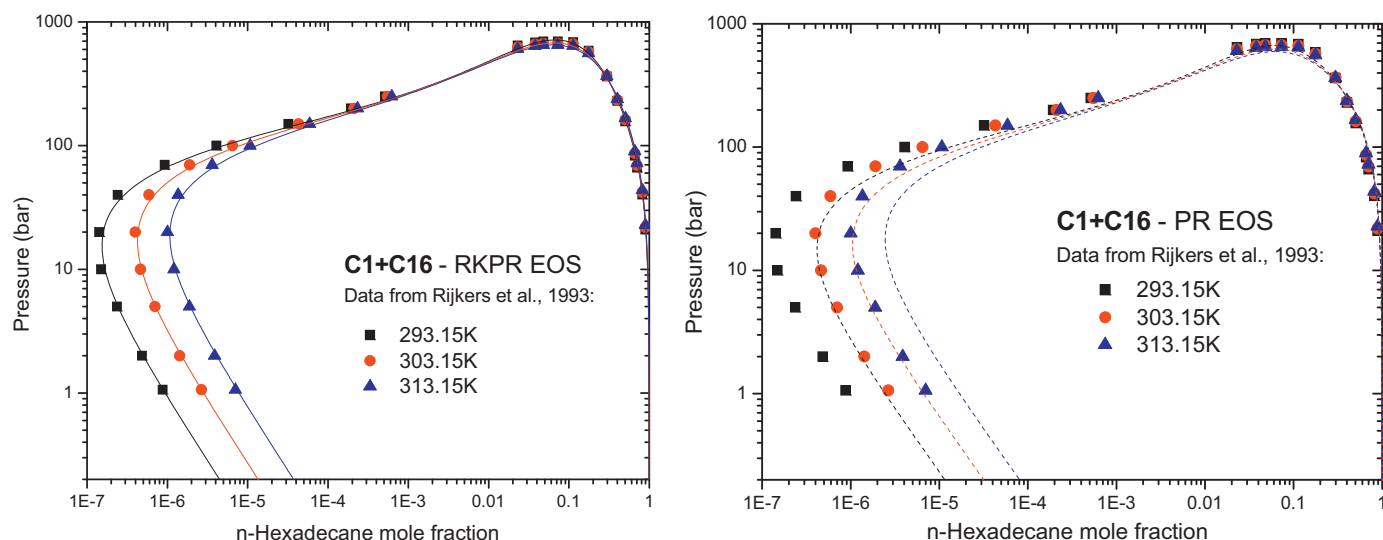 1000
100
10
1
Pressure (bar)
C1+C16 - RKPR EOS
Data from Rijkers et al., 1993:
293.15K
303.15K
313.15K
1E-7 1E-6 1E-5 1E-4 1E-3 0.01 0.1 1
n-Hexadecane mole fraction
1000
100
10
1
Pressure (bar)
C1+C16 - PR EOS
Data from Rijkers et al., 1993:
293.15K
303.15K
313.15K
1E-7 1E-6 1E-5 1E-4 1E-3 0.01 0.1 1
n-Hexadecane mole fraction